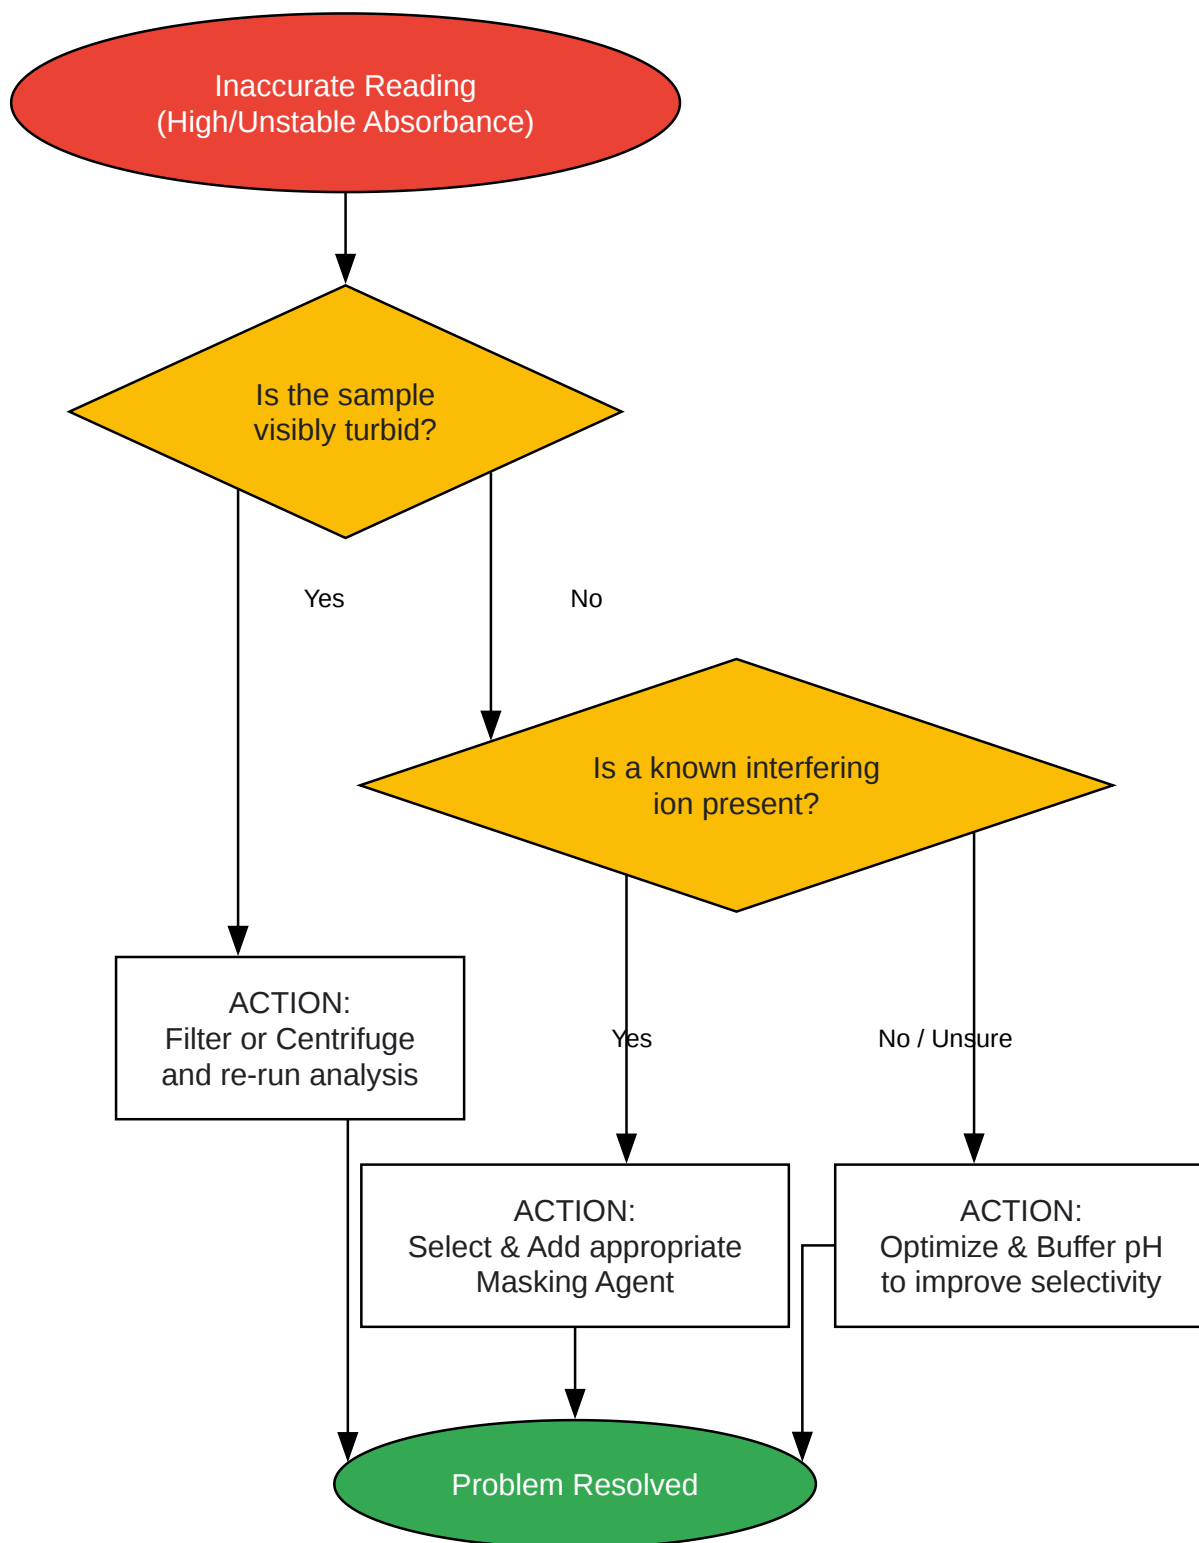 Inaccurate Reading
(High/Unstable Absorbance)
Is the sample
visibly turbid?
Yes
No
Is a known interfering
ion present?
ACTION:
Filter or Centrifuge
and re-run analysis
Yes
No / Unsure
ACTION:
Select & Add appropriate
Masking Agent
ACTION:
Optimize & Buffer pH
to improve selectivity
Problem Resolved